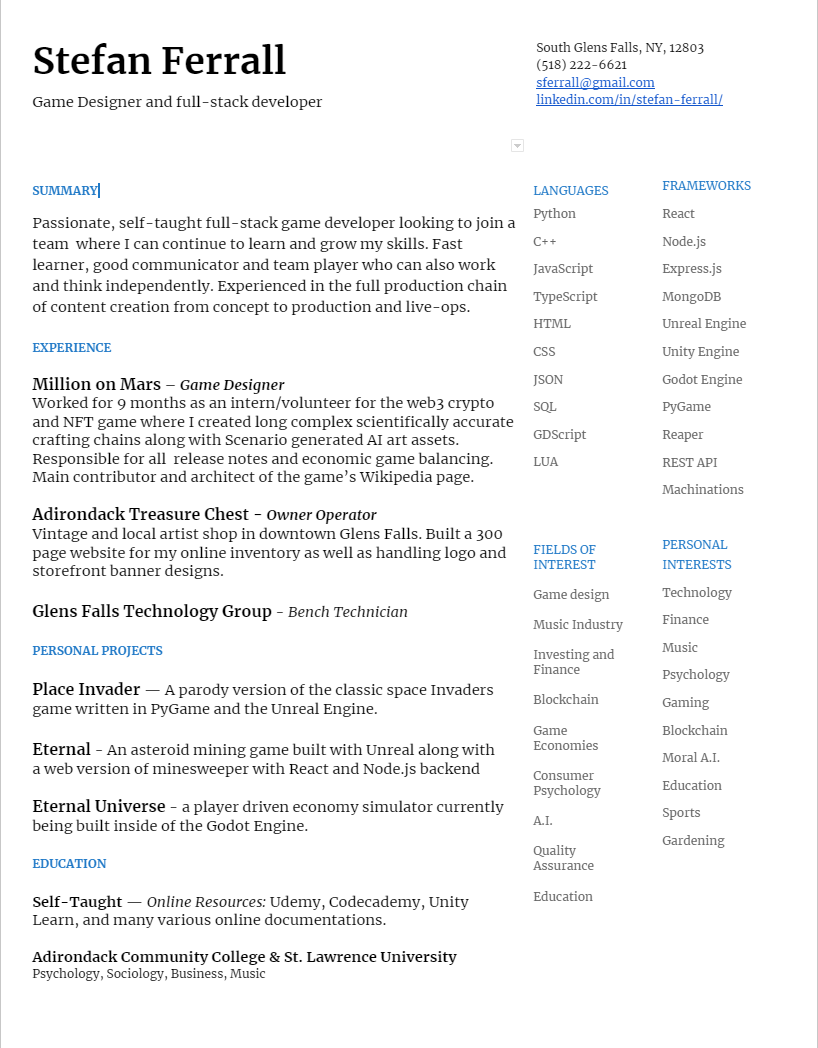 Stefan Ferrall
Game Designer and full-stack developer
South Glens Falls, NY, 12803
(518) 222-6621
sferrall@gmail.com
linkedin.com/in/stefan-ferrall/
SUMMARY
Passionate, self-taught full-stack game developer looking to join a
team  where I can continue to learn and grow my skills. Fast
learner, good communicator and team player who can also work
and think independently. Experienced in the full production chain
of content creation from concept to production and live-ops.
EXPERIENCE
Million on Mars – Game Designer
Worked for 9 months as an intern/volunteer for the web3 crypto
and NFT game where I created long complex scientifically accurate
crafting chains along with Scenario generated AI art assets.
Responsible for all  release notes and economic game balancing.
Main contributor and architect of the game’s Wikipedia page.
Adirondack Treasure Chest - Owner Operator
Vintage and local artist shop in downtown Glens Falls. Built a 300
page website for my online inventory as well as handling logo and
storefront banner designs.
Glens Falls Technology Group - Bench Technician
PERSONAL PROJECTS
Place Invader — A parody version of the classic space Invaders
game written in PyGame and the Unreal Engine.
Eternal - An asteroid mining game built with Unreal along with
a web version of minesweeper with React and Node.js backend
Eternal Universe - a player driven economy simulator currently
being built inside of the Godot Engine.
EDUCATION
Self-Taught — Online Resources: Udemy, Codecademy, Unity
Learn, and many various online documentations.
Adirondack Community College & St. Lawrence University
Psychology, Sociology, Business, Music
LANGUAGES
Python
C++
JavaScript
TypeScript
HTML
CSS
JSON
SQL
GDScript
LUA
FRAMEWORKS
React
Node.js
Express.js
MongoDB
Unreal Engine
Unity Engine
Godot Engine
PyGame
Reaper
REST API
Machinations
FIELDS OF
INTEREST
Game design
Music Industry
Investing and
Finance
Blockchain
Game
Economies
Consumer
Psychology
A.I.
Quality
Assurance
Education
PERSONAL
INTERESTS
Technology
Finance
Music
Psychology
Gaming
Blockchain
Moral A.I.
Education
Sports
Gardening